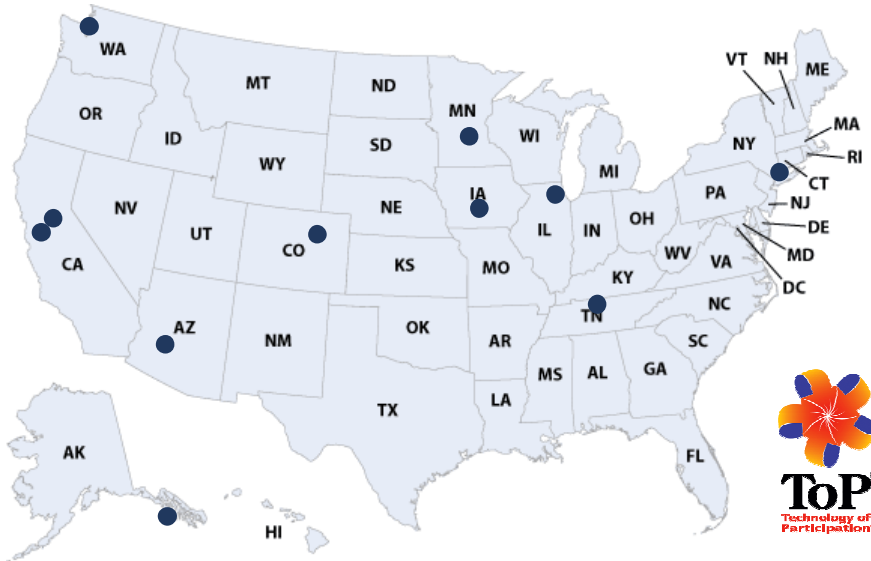 WA
MT
ND
MN
VT
NH
ME
OR
ID
SD
WI
MA
NY
RI
WY
MI
CT
IA
NV
NE
PA
NJ
UT
CO
IL
IN
OH
DE
CA
KS
MO
WV
VA
MD
KY
DC
AZ
NM
OK
TN
NC
AR
SC
MS
AL
GA
TX
LA
AK
FL
HI
ToP
Technology of
Participation